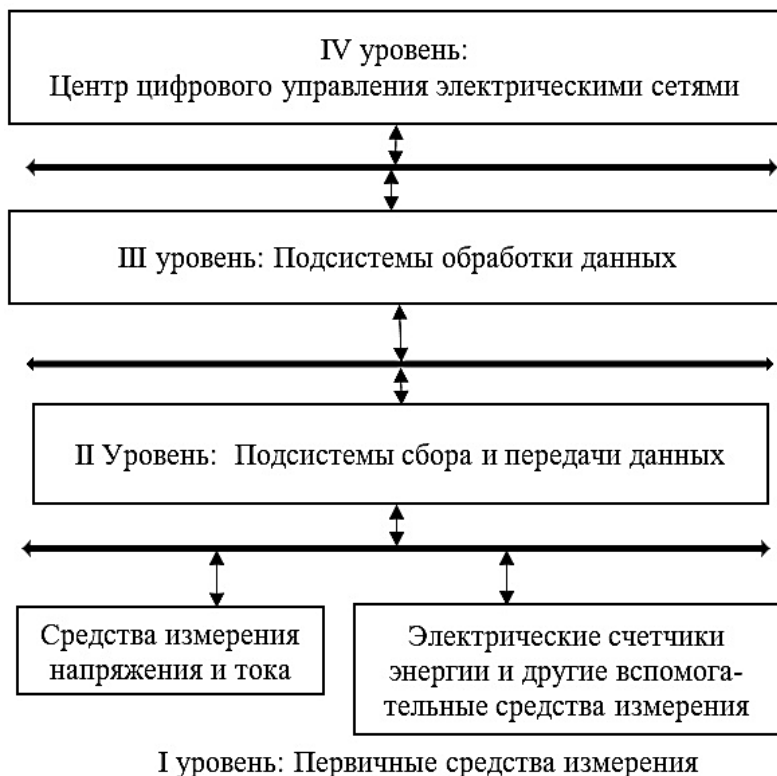 IV уровень:
Центр цифрового управления электрическими сетями
III уровень: Подсистемы обработки данных
II Уровень: Подсистемы сбора и передачи данных
Средства измерения
напряжения и тока
Электрические счетчики
энергии и другие вспомога-
тельные средства измерения
I уровень: Первичные средства измерения